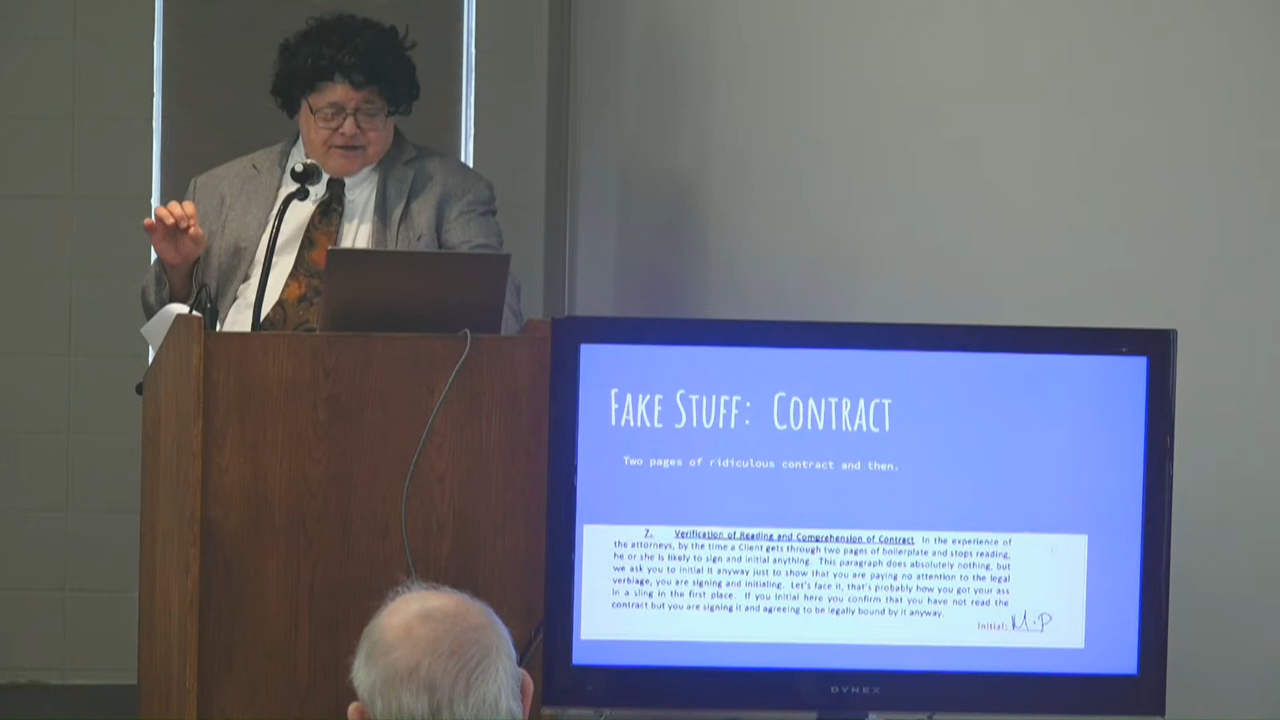 FAKE STUFF: CONTRACT
Two pages of ridiculous contract and then.
7. Verification of Reading and Comprehension of Contract In the experience of
the attorneys, by the time a Client gets through two pages of boilerplate and stops reading,
he or she is likely to sign and initial anything. This paragraph does absolutely nothing, but
we ask you to initial it anyway just to show that you are paying no attention to the legal
verbiage, you are signing and initialing. Let's face it, that's probably how you got your ass
in a sling in the first place. If you initial here you confirm that you have not read the
contract but you are signing it and agreeing to be legally bound by it anyway.
Initial: M.P
DYNEX